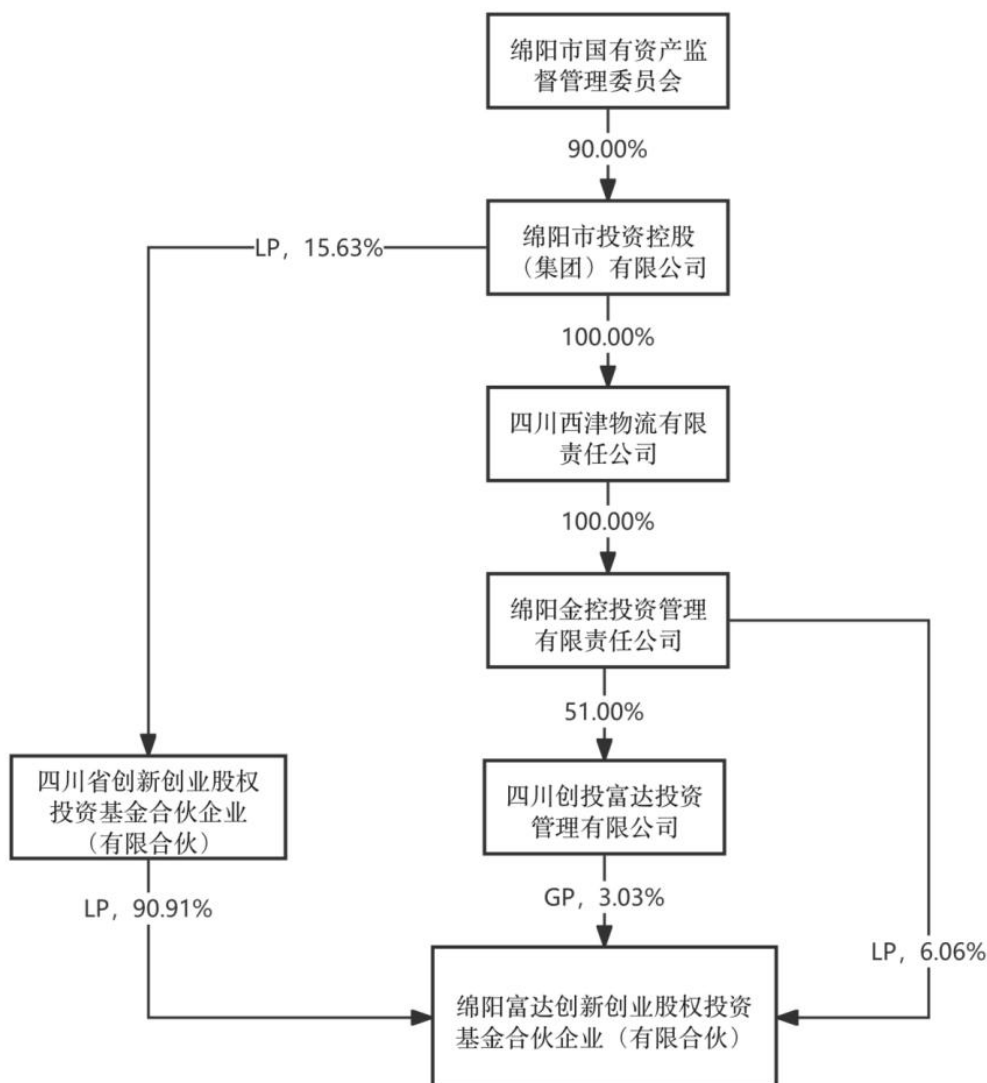 绵阳市国有资产监
督管理委员会
90.00%
绵阳市投资控股
（集团）有限公司
LP，15.63%
100.00%
四川西津物流有限
责任公司
100.00%
绵阳金控投资管理
有限责任公司
51.00%
四川省创新创业股权
投资基金合伙企业
（有限合伙）
四川创投富达投资
管理有限公司
LP，90.91%
GP，3.03%
LP，6.06%
绵阳富达创新创业股权投资
基金合伙企业（有限合伙）